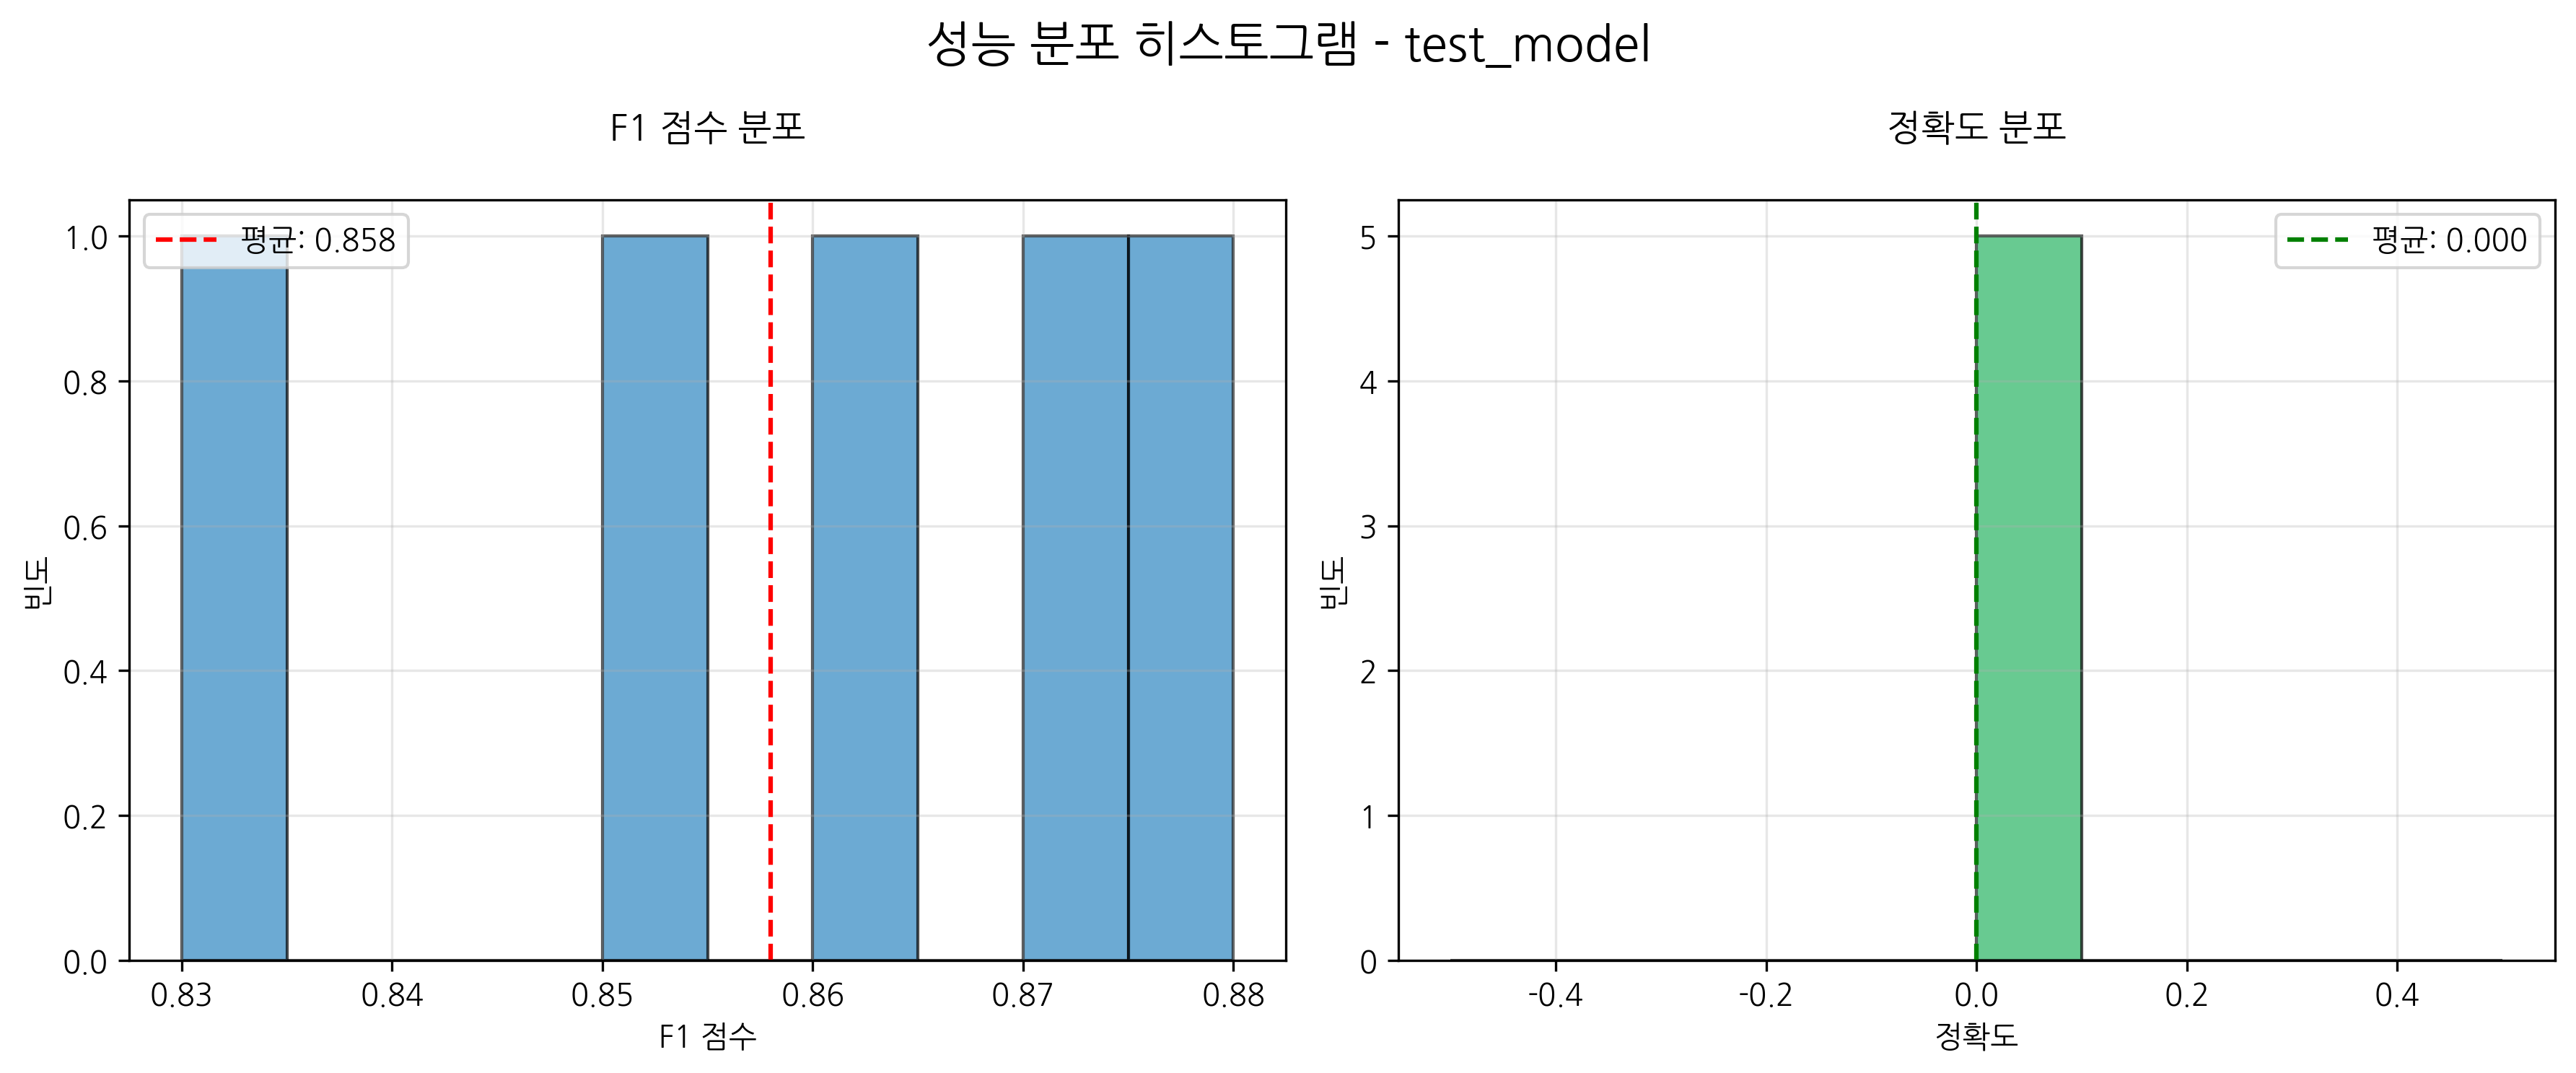 성능 분포 히스토그램 - test_model
F1 점수 분포
평균: 0.858
빈도
1.0
0.8
0.6
0.4
0.2
0.0
0.83 0.84 0.85 0.86 0.87 0.88
F1 점수
정확도 분포
평균: 0.000
빈도
5
4
3
2
1
0
-0.4 -0.2 0.0 0.2 0.4
정확도